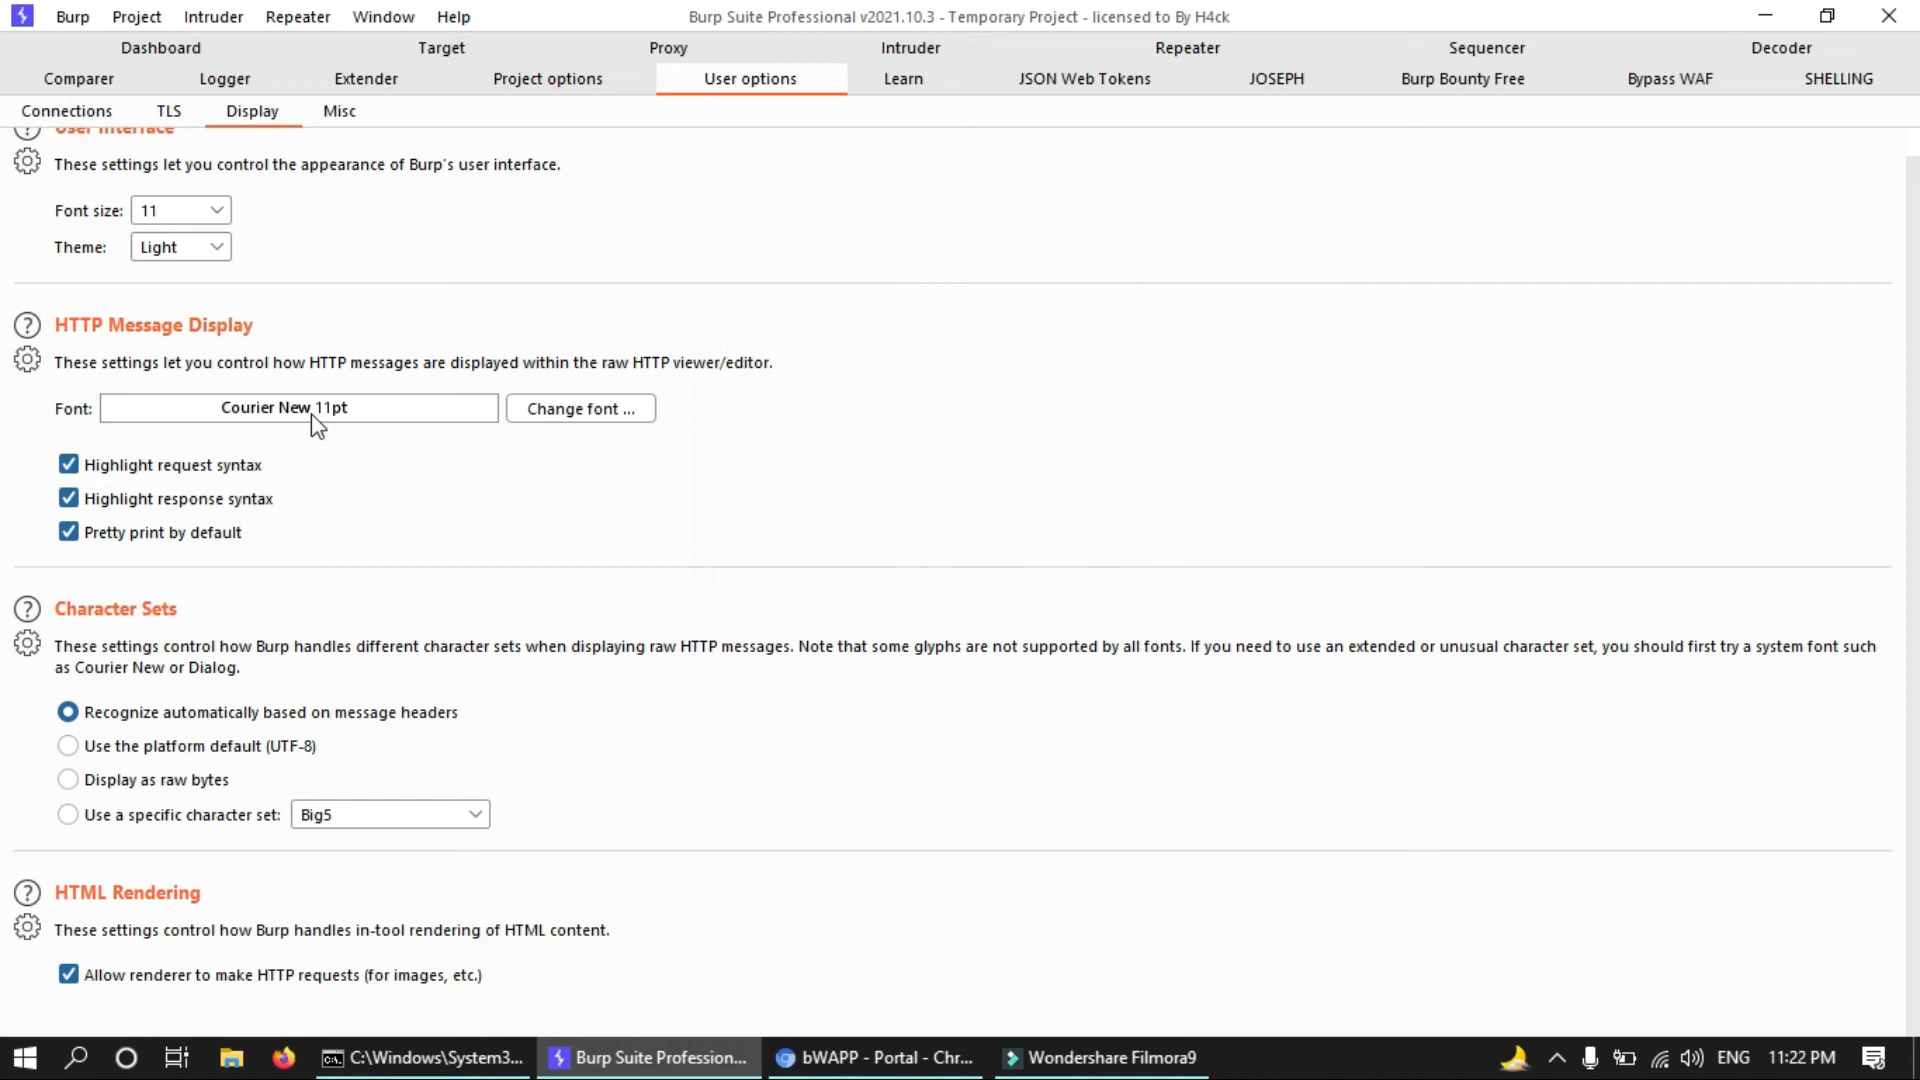 Burp Project Intruder Repeater Window Help
Burp Suite Professional v2021.10.3 - Temporary Project - licensed to By H4ck
Dashboard Target Proxy Intruder Repeater Sequencer Decoder
Comparer Logger Extender Project options User options Learn JSON Web Tokens JOSEPH Burp Bounty Free Bypass WAF SHELLING
Connections TLS Display Misc
User Interface
These settings let you control the appearance of Burp's user interface.
Font size: 11
Theme: Light
HTTP Message Display
These settings let you control how HTTP messages are displayed within the raw HTTP viewer/editor.
Font: Courier New 11pt Change font ...
Highlight request syntax
Highlight response syntax
Pretty print by default
Character Sets
These settings control how Burp handles different character sets when displaying raw HTTP messages. Note that some glyphs are not supported by all fonts. If you need to use an extended or unusual character set, you should first try a system font such
as Courier New or Dialog.
Recognize automatically based on message headers
Use the platform default (UTF-8)
Display as raw bytes
Use a specific character set: Big5
HTML Rendering
These settings control how Burp handles in-tool rendering of HTML content.
Allow renderer to make HTTP requests (for images, etc.)
C:\Windows\System3... Burp Suite Profession... bWAPP - Portal - Chr... Wondershare Filmora9 ENG 11:22 PM